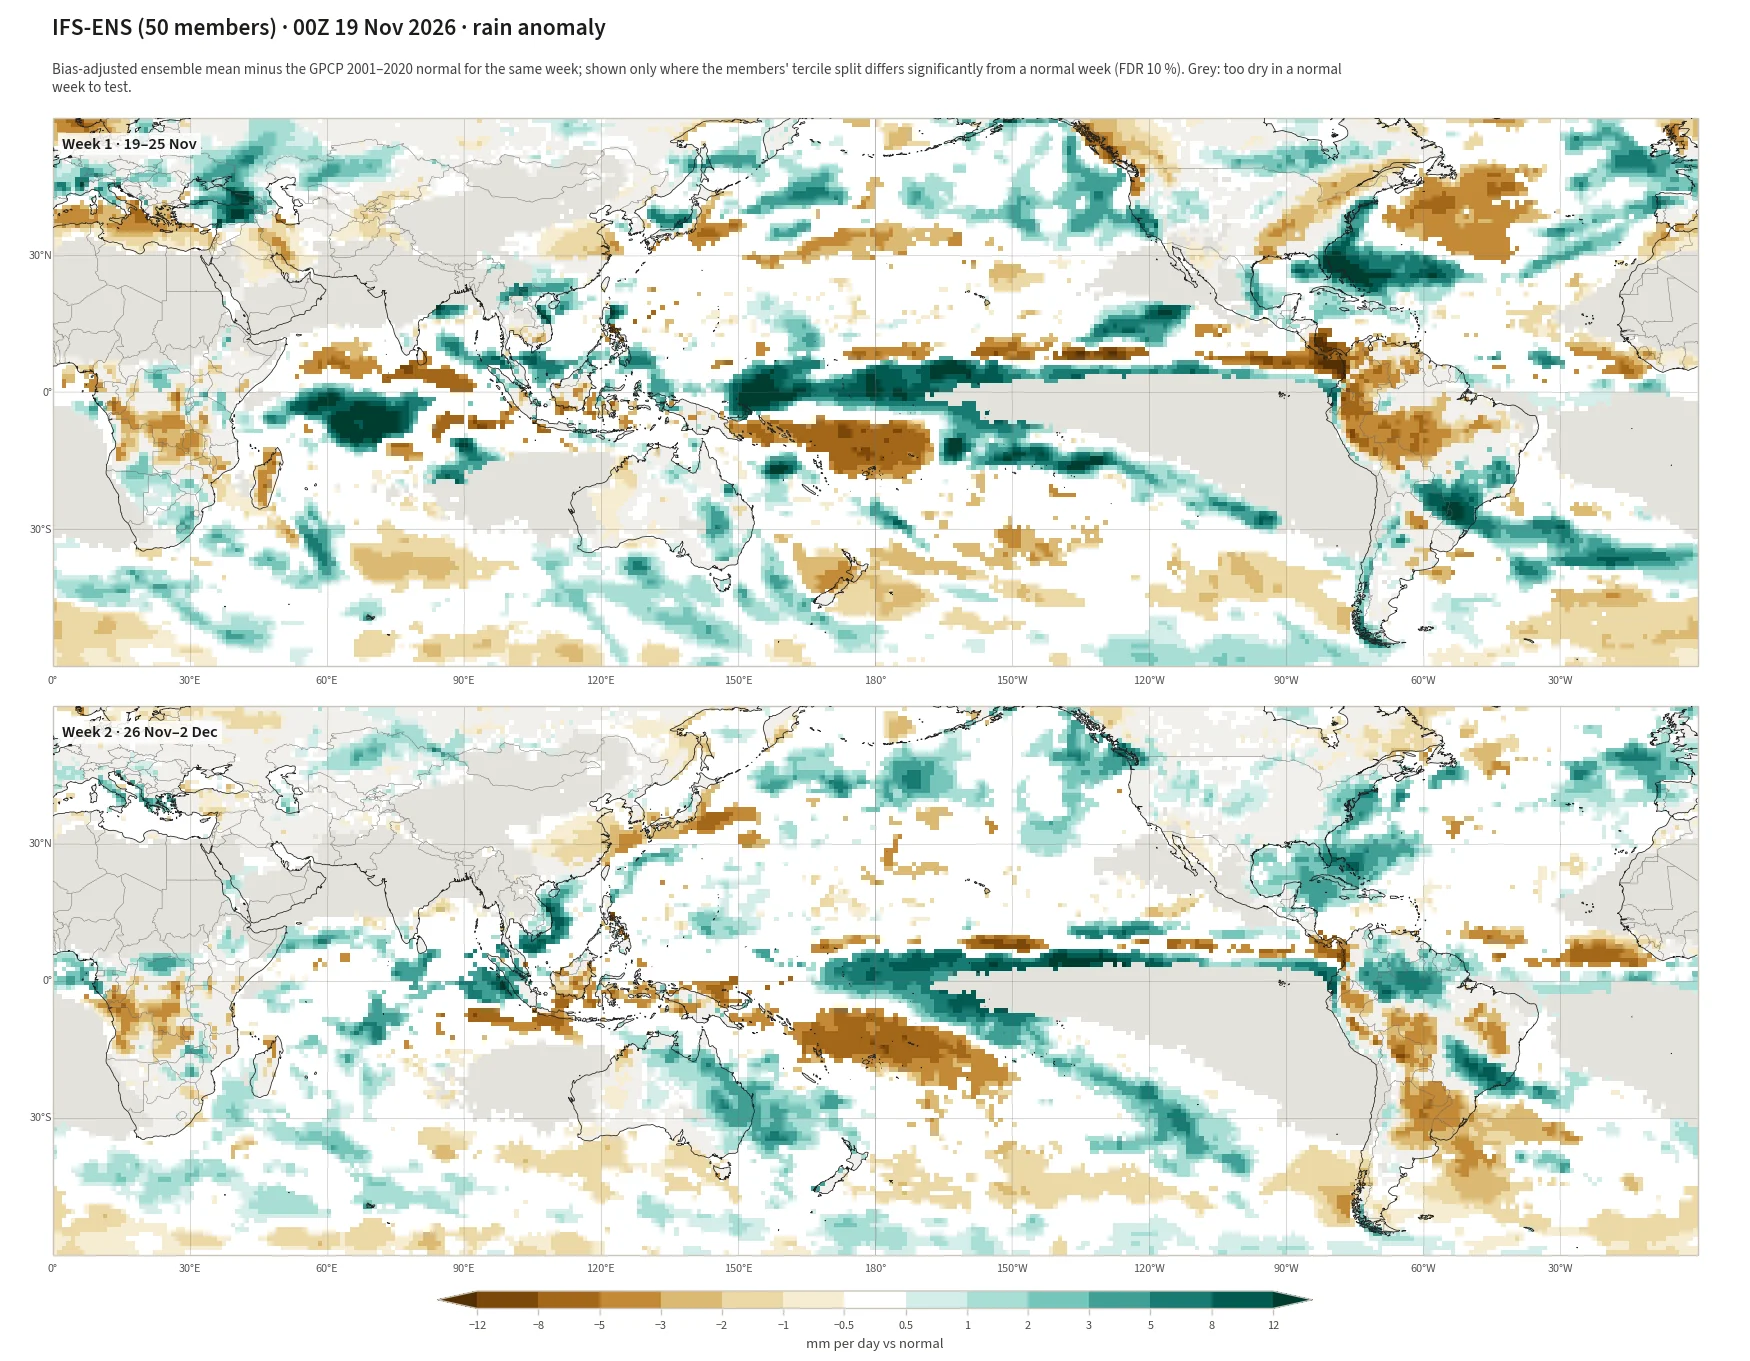 IFS-ENS (50 members) · 00Z 19 Nov 2026 · rain anomaly
Bias-adjusted ensemble mean minus the GPCP 2001–2020 normal for the same week; shown only where the members' tercile split differs significantly from a normal week (FDR 10 %). Grey: too dry in a normal
week to test.
Week 1 · 19–25 Nov
30°N
0°
30°S
0° 30°E 60°E 90°E 120°E 150°E 180° 150°W 120°W 90°W 60°W 30°W
Week 2 · 26 Nov–2 Dec
30°N
0°
30°S
0° 30°E 60°E 90°E 120°E 150°E 180° 150°W 120°W 90°W 60°W 30°W
−12 −8 −5 −3 −2 −1 −0.5 0.5 1 2 3 5 8 12
mm per day vs normal